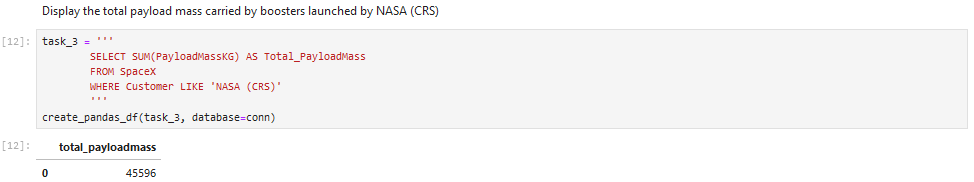 Display the total payload mass carried by boosters launched by NASA (CRS)
[12]: task_3 = '''
SELECT SUM(PayloadMassKG) AS Total_PayloadMass
FROM SpaceX
WHERE Customer LIKE 'NASA (CRS)'
'''
create_pandas_df(task_3, database=conn)
[12]: total_payloadmass
0 45596